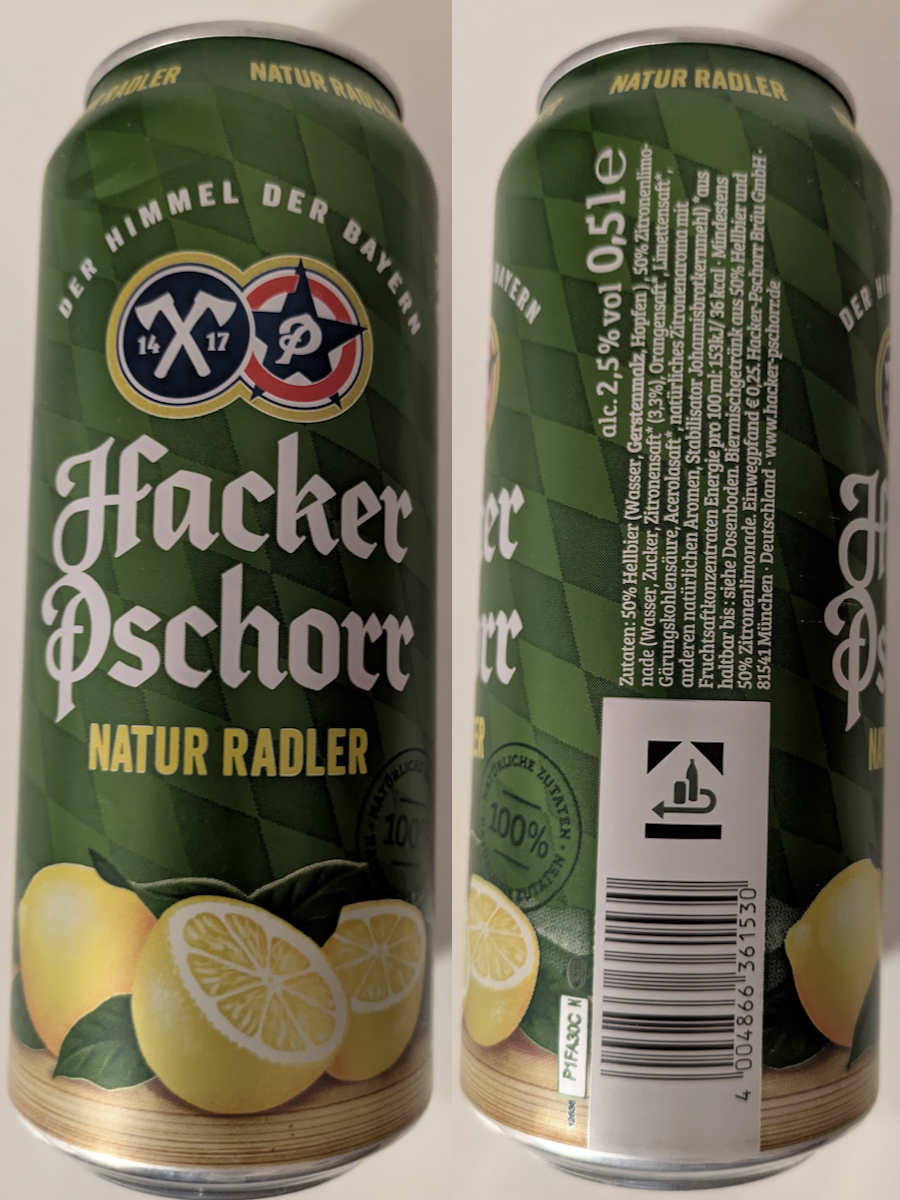 NATUR RADLER
DER HIMMEL DER BAYERN
14 17
P
Hacker
Pschorr
NATUR RADLER
100%
NATUR RADLER
alc. 2,5% vol 0,5l e
Zutaten: 50% Hellbier (Wasser, Gerstenmalz, Hopfen), 50% Zitronenlimo-
nade (Wasser, Zucker, Zitronensaft* (3,3%), Orangensaft*, Limettensaft*,
Gärungskohlensäure, Acerolasaft*, natürliches Zitronenaroma mit
anderen natürlichen Aromen, Stabilisator Johannisbrotkernmehl) *aus
Fruchtsaftkonzentraten Energie pro 100 ml: 153kJ/ 36 kcal · Mindestens
haltbar bis: siehe Dosenboden. Biermischgetränk aus 50% Hellbier und
50% Zitronenlimonade. Einwegpfand € 0,25. Hacker-Pschorr Bräu GmbH ·
81541 München · Deutschland · www.hacker-pschorr.de
BAYERN
er
rr
NATÜRLICHE ZUTATEN
100%
P1FA30C N
4 004866 361530